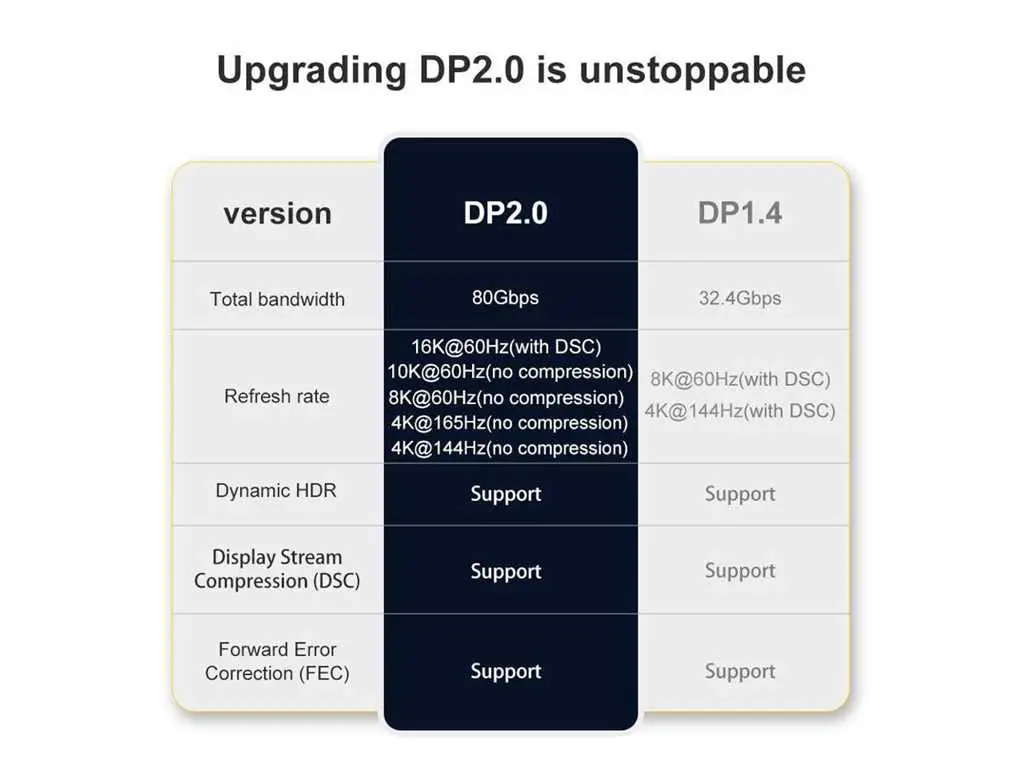 Upgrading DP2.0 is unstoppable
version
DP2.0
DP1.4
Total bandwidth
80Gbps
32.4Gbps
Refresh rate
16K@60Hz(with DSC)
10K@60Hz(no compression)
8K@60Hz(no compression)
4K@165Hz(no compression)
4K@144Hz(no compression)
8K@60Hz(with DSC)
4K@144Hz(with DSC)
Dynamic HDR
Support
Support
Display Stream
Compression (DSC)
Support
Support
Forward Error
Correction (FEC)
Support
Support